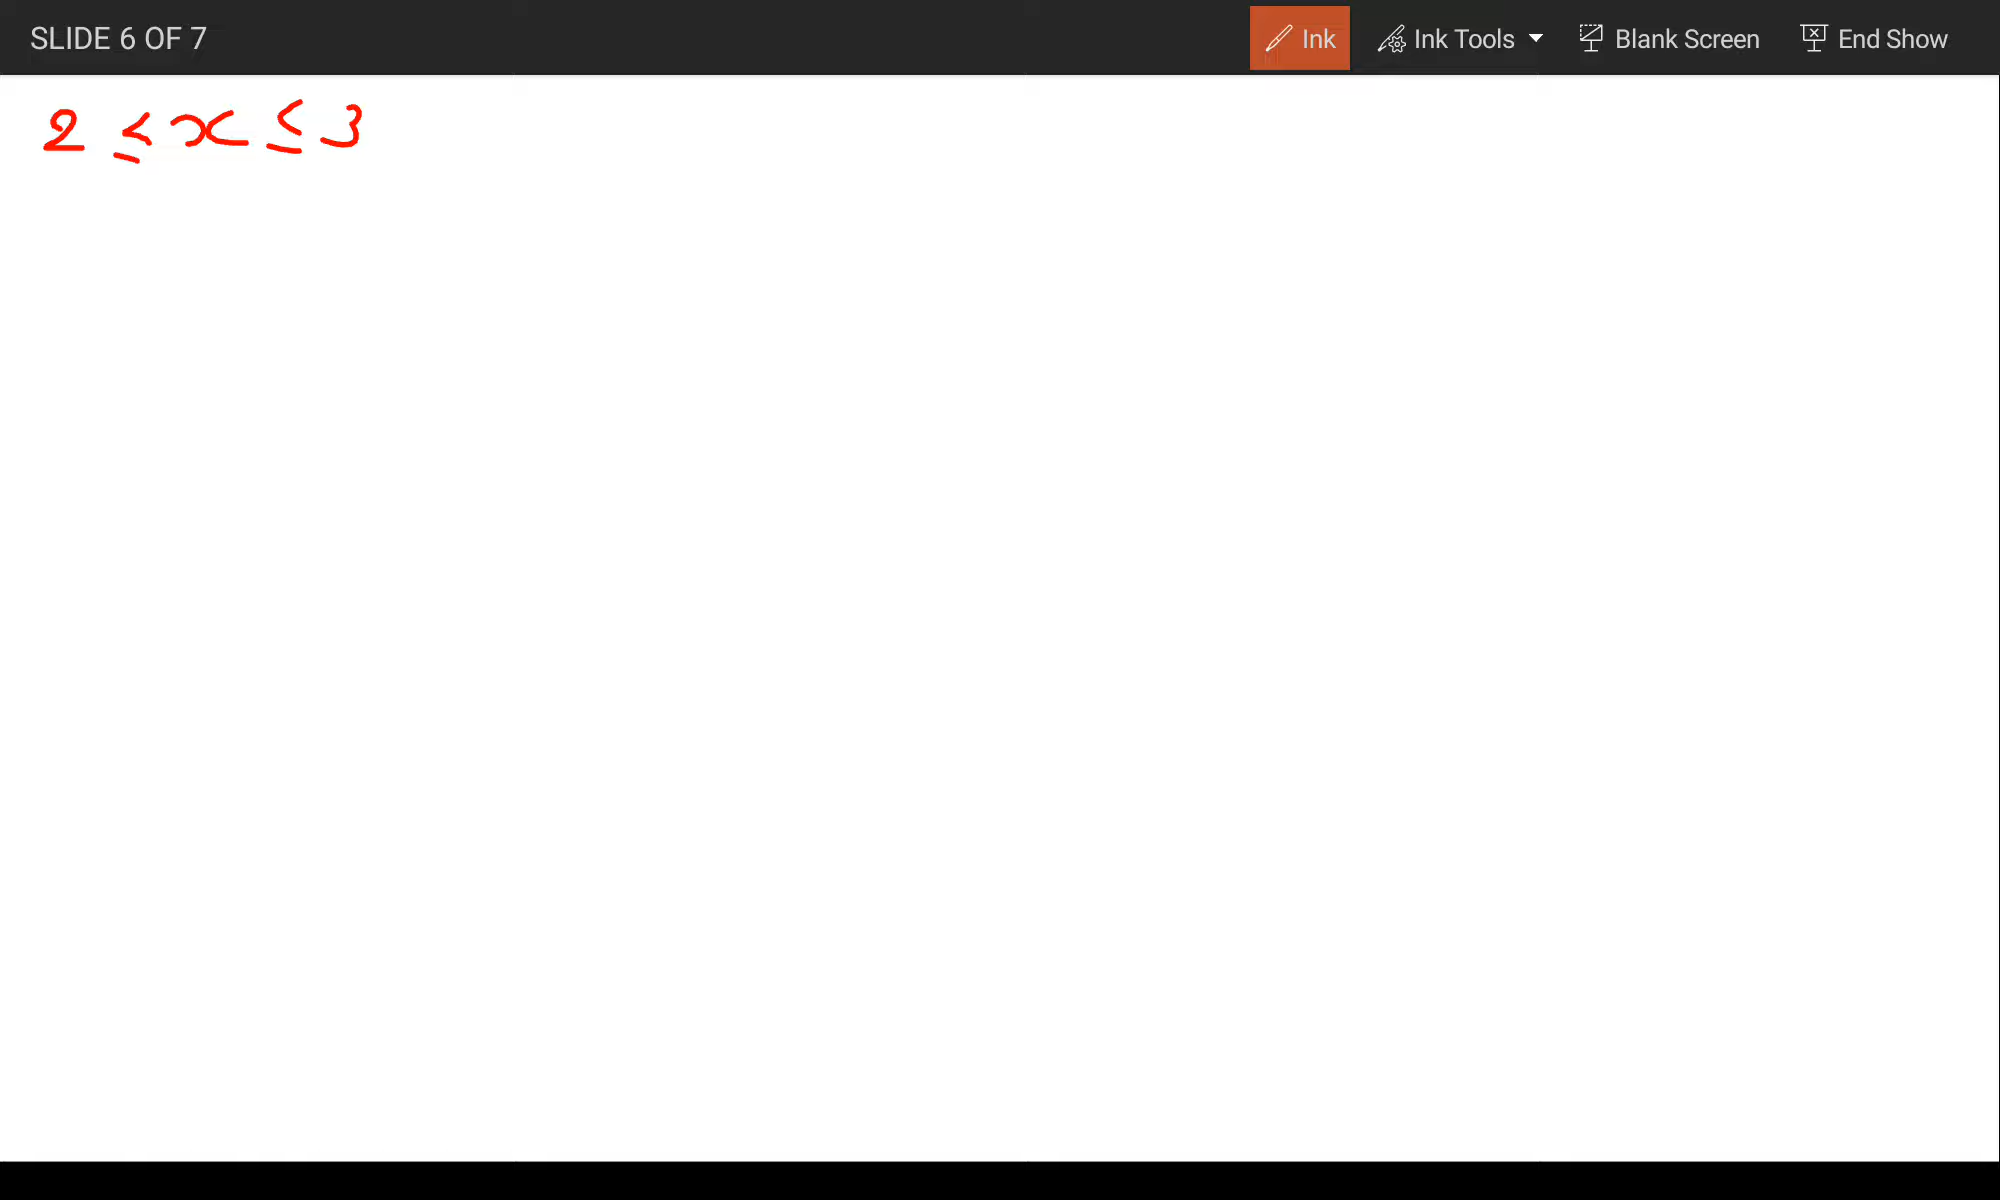 SLIDE 6 OF 7 Ink Ink Tools Blank Screen End Show
2 ≤ x ≤ 3